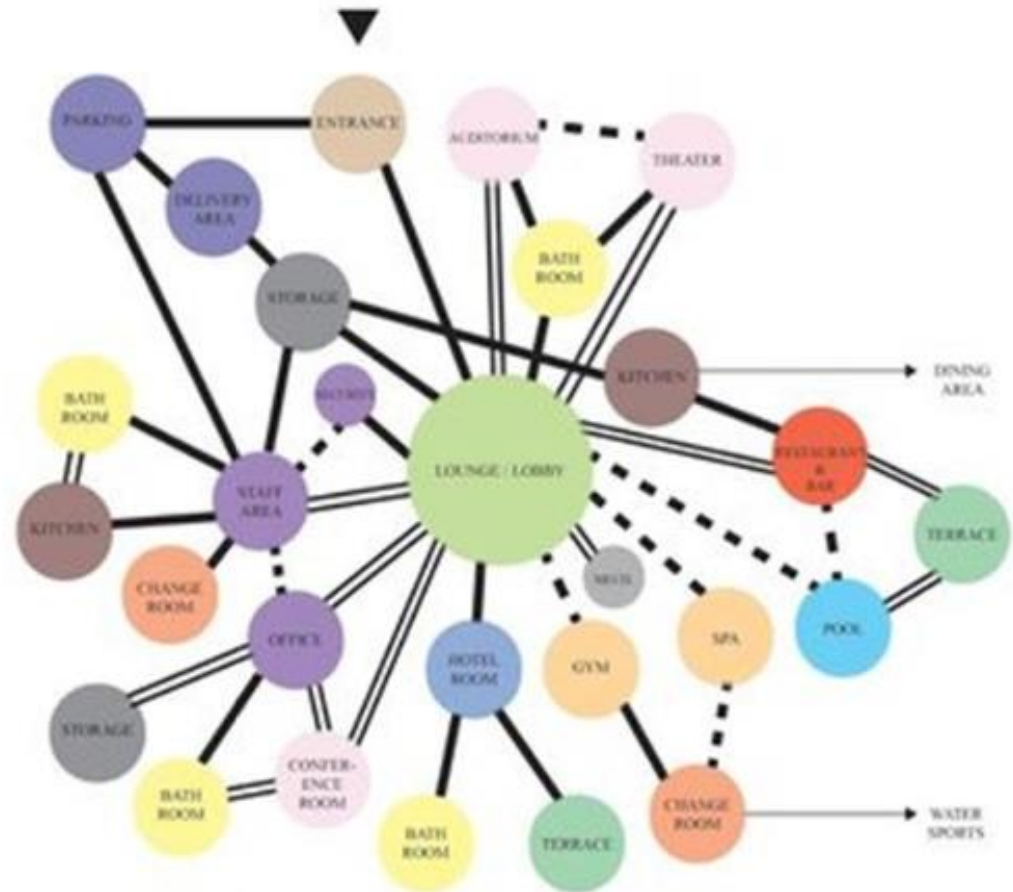 PARKING
ENTRANCE
AUDITORIUM
THEATER
DELIVERY
AREA
BATH
ROOM
STORAGE
SECURITY
KITCHEN
DINING
AREA
BATH
ROOM
LOUNGE / LOBBY
RESTAURANT
&
BAR
STAFF
AREA
KITCHEN
TERRACE
CHANGE
ROOM
OFFICE
HOTEL
ROOM
GYM
SPA
POOL
STORAGE
CONFER-
ENCE
ROOM
BATH
ROOM
BATH
ROOM
TERRACE
CHANGE
ROOM
WATER
SPORTS